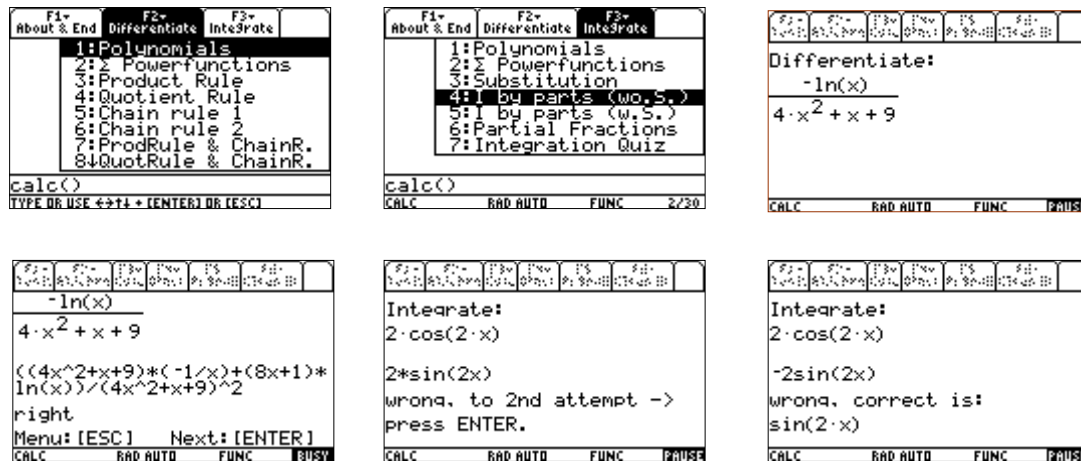 F1▾ F2▾ F3▾
About & End Differentiate Integrate
1:Polynomials
2:Σ Powerfunctions
3:Product Rule
4:Quotient Rule
5:Chain rule 1
6:Chain rule 2
7:ProdRule & ChainR.
8↓QuotRule & ChainR.
calc()
TYPE OR USE ←→↑↓ + [ENTER] OR [ESC]
F1▾ F2▾ F3▾
About & End Differentiate Integrate
1:Polynomials
2:Σ Powerfunctions
3:Substitution
4:I by parts (wo.S.)
5:I by parts (w.S.)
6:Partial Fractions
7:Integration Quiz
calc()
CALC RAD AUTO FUNC 2/30
Differentiate:
-ln(x)
4·x² + x + 9
CALC RAD AUTO FUNC PAUS
-ln(x)
4·x² + x + 9
((4x^2+x+9)*(-1/x)+(8x+1)*
ln(x))/(4x^2+x+9)^2
right
Menu:[ESC] Next:[ENTER]
CALC RAD AUTO FUNC BUSY
Integrate:
2·cos(2·x)
2*sin(2x)
wrong, to 2nd attempt ->
press ENTER.
CALC RAD AUTO FUNC PAUSE
Integrate:
2·cos(2·x)
-2sin(2x)
wrong, correct is:
sin(2·x)
CALC RAD AUTO FUNC PAUS